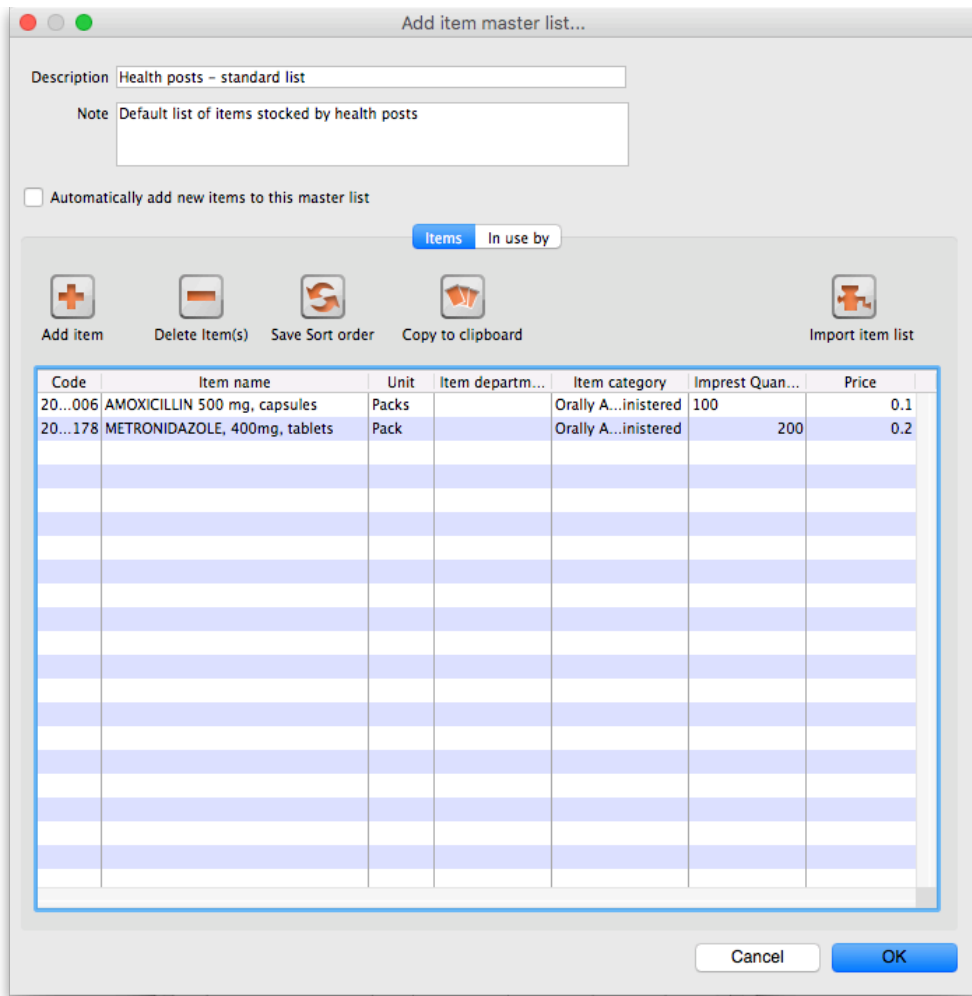 Add item master list...
Description Health posts – standard list
Note Default list of items stocked by health posts
Automatically add new items to this master list
Items In use by
Add item Delete Item(s) Save Sort order Copy to clipboard Import item list
Code Item name Unit Item departm... Item category Imprest Quan... Price
20...006 AMOXICILLIN 500 mg, capsules Packs Orally A...inistered 100 0.1
20...178 METRONIDAZOLE, 400mg, tablets Pack Orally A...inistered 200 0.2
Cancel OK